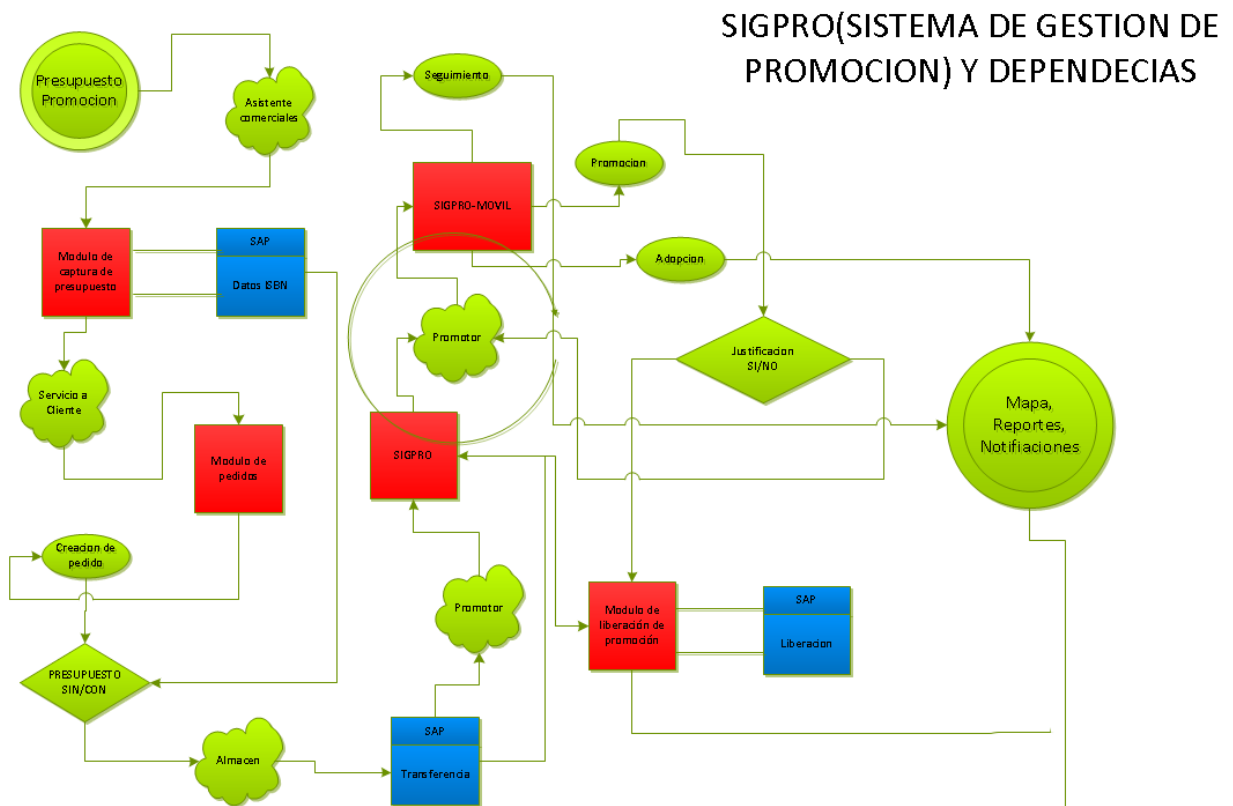 SIGPRO(SISTEMA DE GESTION DE
PROMOCION) Y DEPENDECIAS
Presupuesto
Promocion
Asistente
comerciales
Seguimiento
Promocion
SIGPRO-MOVIL
Adopcion
Modulo de
captura de
presupuesto
SAP
Datos ISBN
Promotor
Justificacion
SI/NO
Servicio a
Cliente
Mapa,
Reportes,
Notifiaciones
Modulo de
pedidos
SIGPRO
Creacion de
pedido
Promotor
Modulo de
liberación de
promoción
SAP
Liberacion
PRESUPUESTO
SIN/CON
Almacen
SAP
Transferencia